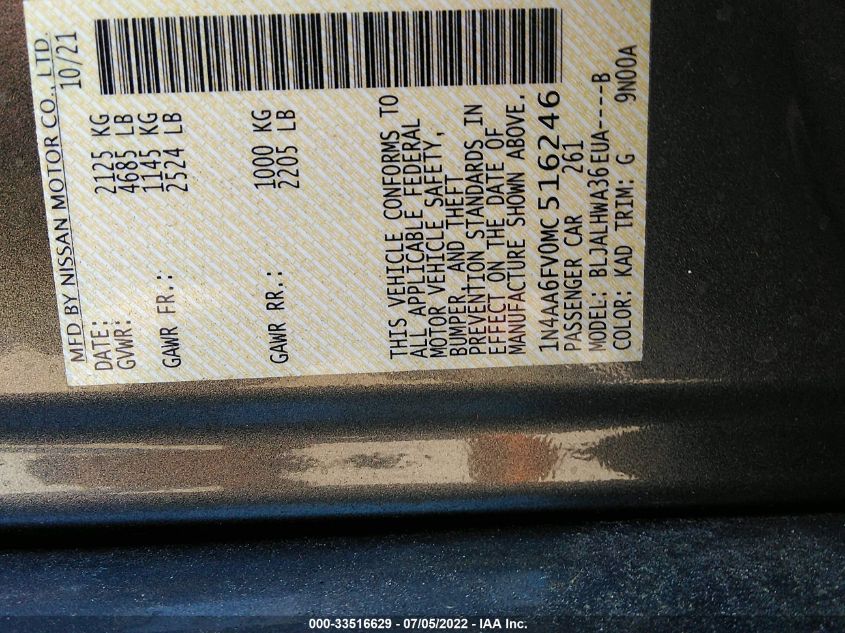 MFD BY NISSAN MOTOR CO., LTD.
DATE: 10/21
GVWR: 2125 KG
4685 LB
GAWR FR.: 1145 KG
2524 LB
GAWR RR.: 1000 KG
2205 LB
THIS VEHICLE CONFORMS TO
ALL APPLICABLE FEDERAL
MOTOR VEHICLE SAFETY,
BUMPER, AND THEFT
PREVENTION STANDARDS IN
EFFECT ON THE DATE OF
MANUFACTURE SHOWN ABOVE.
1N4AA6FV0MC516246
PASSENGER CAR 261
MODEL: BLJALHWA36EUA----B
COLOR: KAD TRIM: G 9N00A
000-33516629 - 07/05/2022 - IAA Inc.